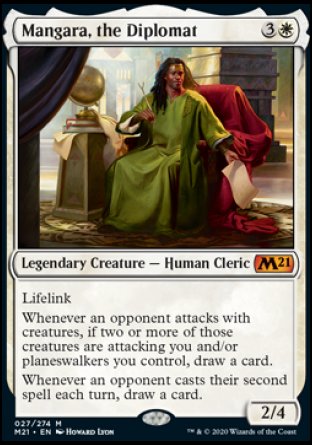 Mangara, the Diplomat 3
Legendary Creature — Human Cleric M21
Lifelink
Whenever an opponent attacks with
creatures, if two or more of those
creatures are attacking you and/or
planeswalkers you control, draw a card.
Whenever an opponent casts their second
spell each turn, draw a card.
027/274 M
M21 • EN Howard Lyon
™ & © 2020 Wizards of the Coast
2/4